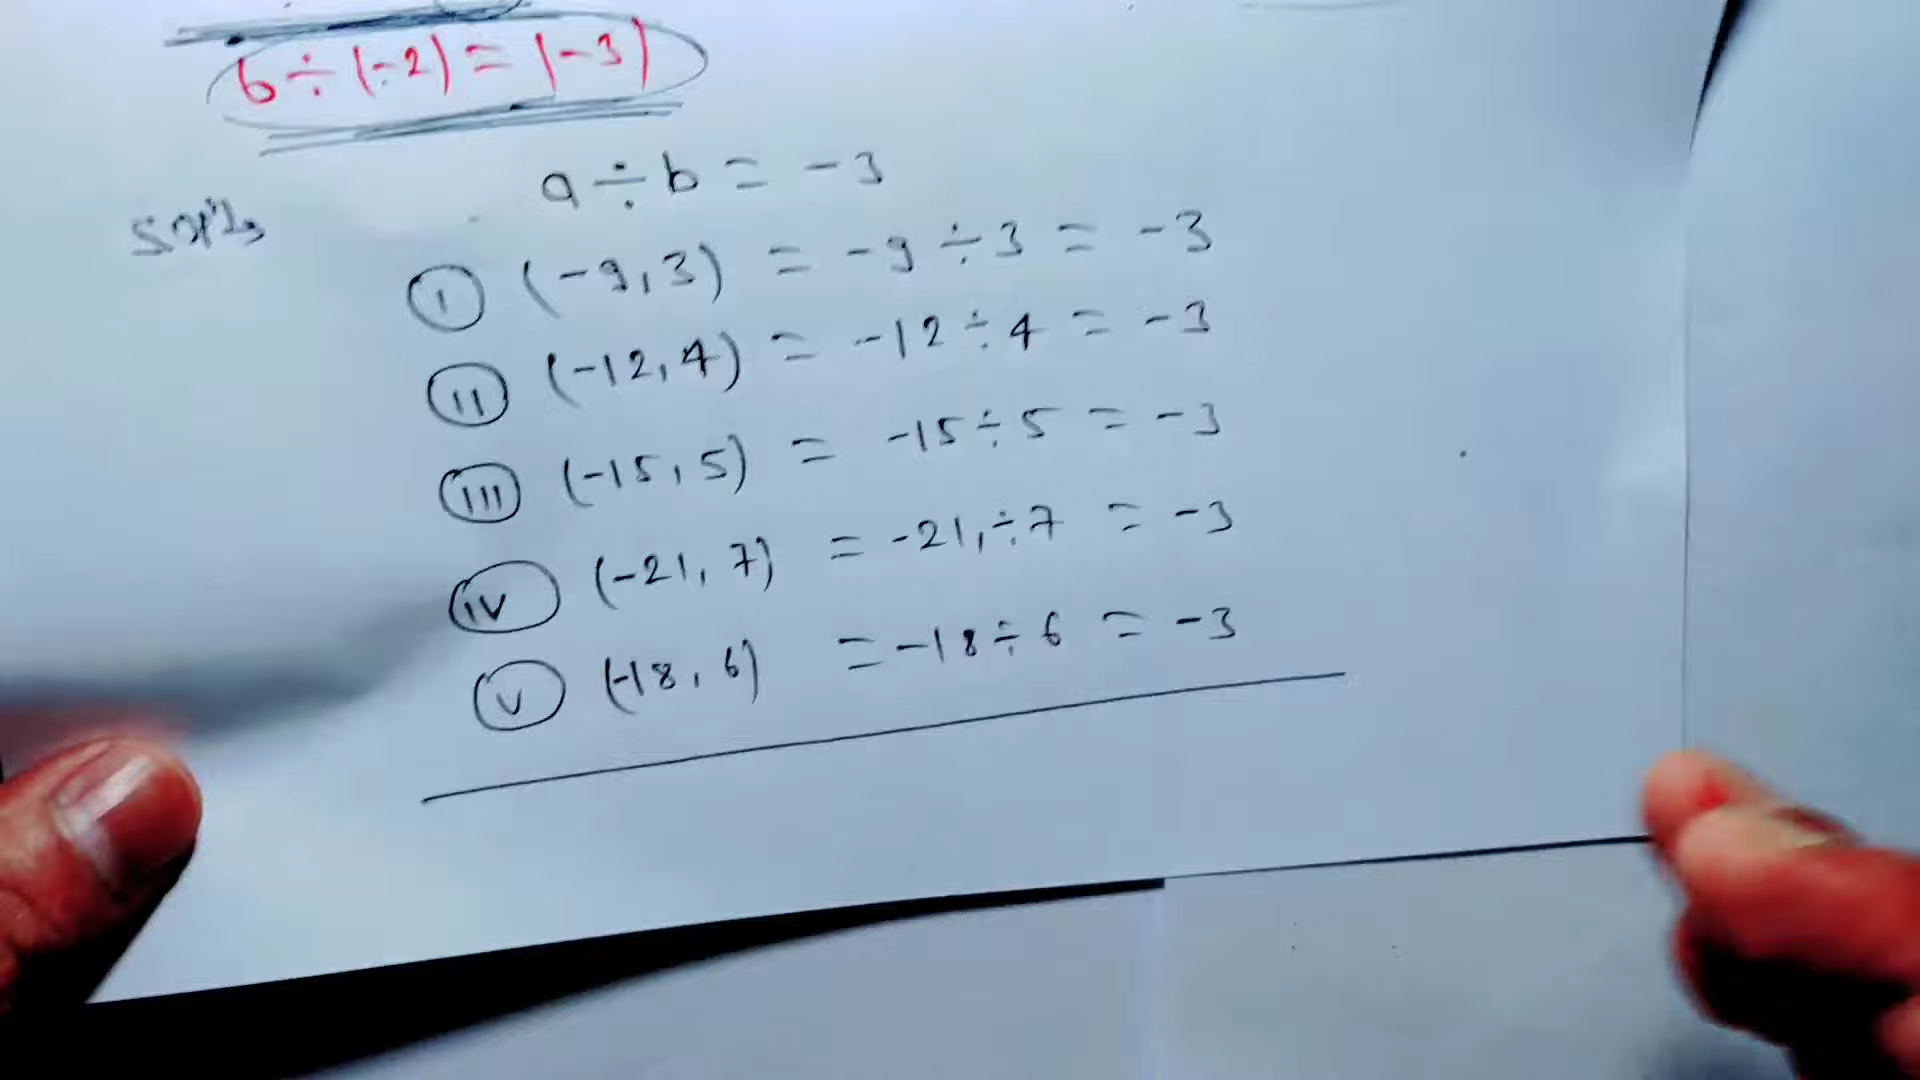 6 ÷ (-2) = (-3)
a ÷ b = -3
Soln
(i) (-9, 3) = -9 ÷ 3 = -3
(ii) (-12, 4) = -12 ÷ 4 = -3
(iii) (-15, 5) = -15 ÷ 5 = -3
(iv) (-21, 7) = -21, ÷ 7 = -3
(v) (-18, 6) = -18 ÷ 6 = -3